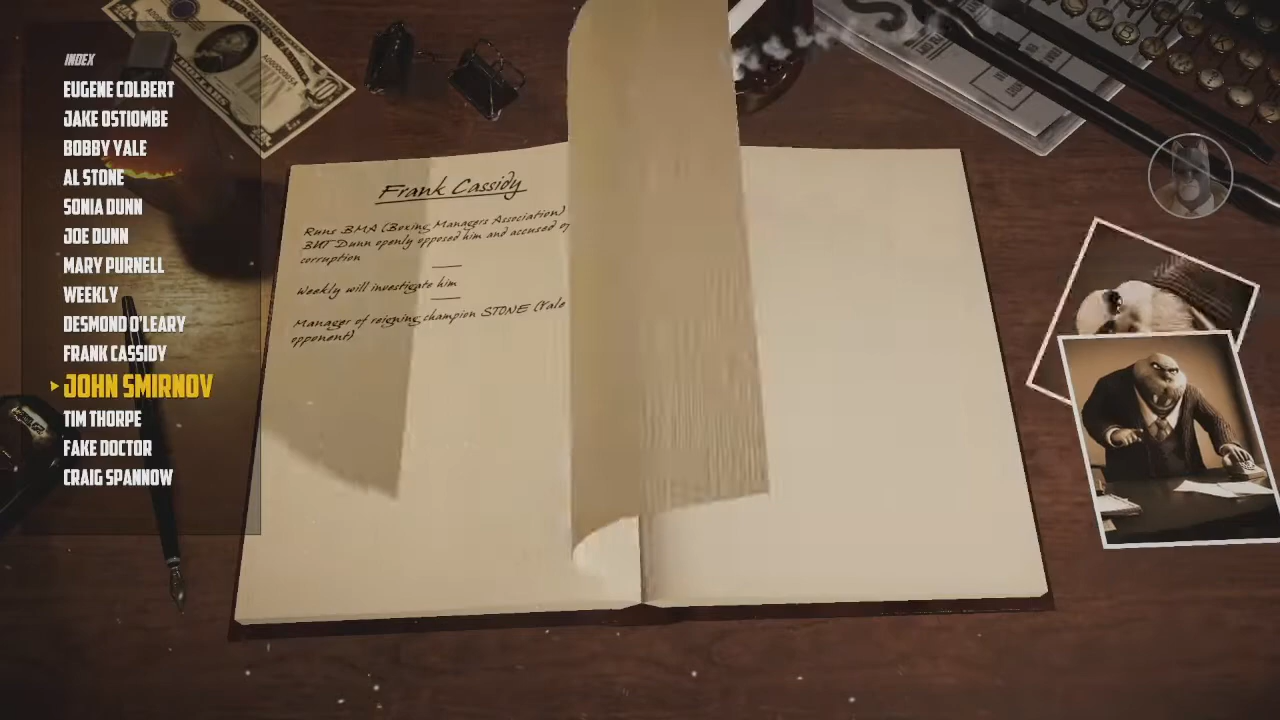 INDEX
EUGENE COLBERT
JAKE OSTIOMBE
BOBBY YALE
AL STONE
SONIA DUNN
JOE DUNN
MARY PURNELL
WEEKLY
DESMOND O'LEARY
FRANK CASSIDY
JOHN SMIRNOV
TIM THORPE
FAKE DOCTOR
CRAIG SPANNOW
Frank Cassidy
Runs BMA (Boxing Managers Association)
BUT Dunn openly opposed him and accused of
corruption
Weekly will investigate him
Manager of reigning champion STONE (Yale
opponent)